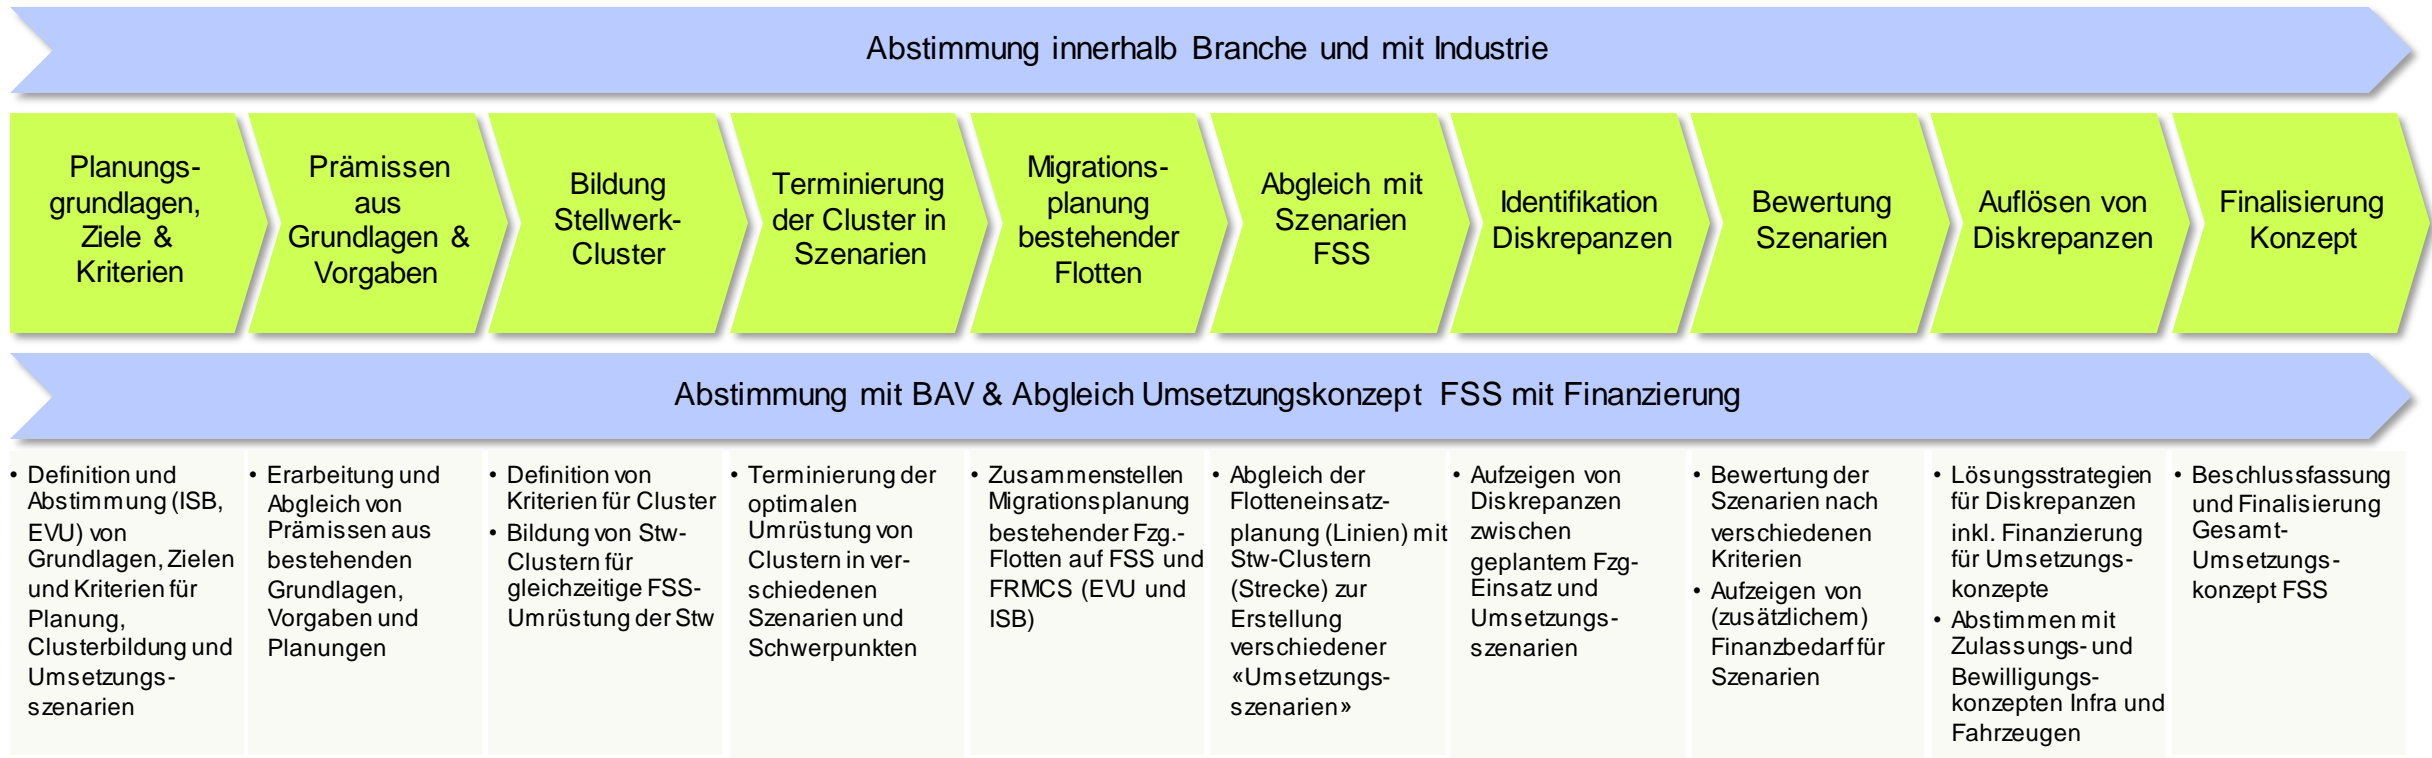 Abstimmung innerhalb Branche und mit Industrie
Planungs-
grundlagen,
Ziele &
Kriterien
Prämissen
aus
Grundlagen &
Vorgaben
Bildung
Stellwerk-
Cluster
Terminierung
der Cluster in
Szenarien
Migrations-
planung
bestehender
Flotten
Abgleich mit
Szenarien
FSS
Identifikation
Diskrepanzen
Bewertung
Szenarien
Auflösen von
Diskrepanzen
Finalisierung
Konzept
Abstimmung mit BAV & Abgleich Umsetzungskonzept FSS mit Finanzierung
• Definition und
Abstimmung (ISB,
EVU) von
Grundlagen, Zielen
und Kriterien für
Planung,
Clusterbildung und
Umsetzungs-
szenarien
• Erarbeitung und
Abgleich von
Prämissen aus
bestehenden
Grundlagen,
Vorgaben und
Planungen
• Definition von
Kriterien für Cluster
• Bildung von Stw-
Clustern für
gleichzeitige FSS-
Umrüstung der Stw
• Terminierung der
optimalen
Umrüstung von
Clustern in ver-
schiedenen
Szenarien und
Schwerpunkten
• Zusammenstellen
Migrationsplanung
bestehender Fzg.-
Flotten auf FSS und
FRMCS (EVU und
ISB)
• Abgleich der
Flotteneinsatz-
planung (Linien) mit
Stw-Clustern
(Strecke) zur
Erstellung
verschiedener
«Umsetzungs-
szenarien»
• Aufzeigen von
Diskrepanzen
zwischen
geplantem Fzg-
Einsatz und
Umsetzungs-
szenarien
• Bewertung der
Szenarien nach
verschiedenen
Kriterien
• Aufzeigen von
(zusätzlichem)
Finanzbedarf für
Szenarien
• Lösungsstrategien
für Diskrepanzen
inkl. Finanzierung
für Umsetzungs-
konzepte
• Abstimmen mit
Zulassungs- und
Bewilligungs-
konzepten Infra und
Fahrzeugen
• Beschlussfassung
und Finalisierung
Gesamt-
Umsetzungs-
konzept FSS